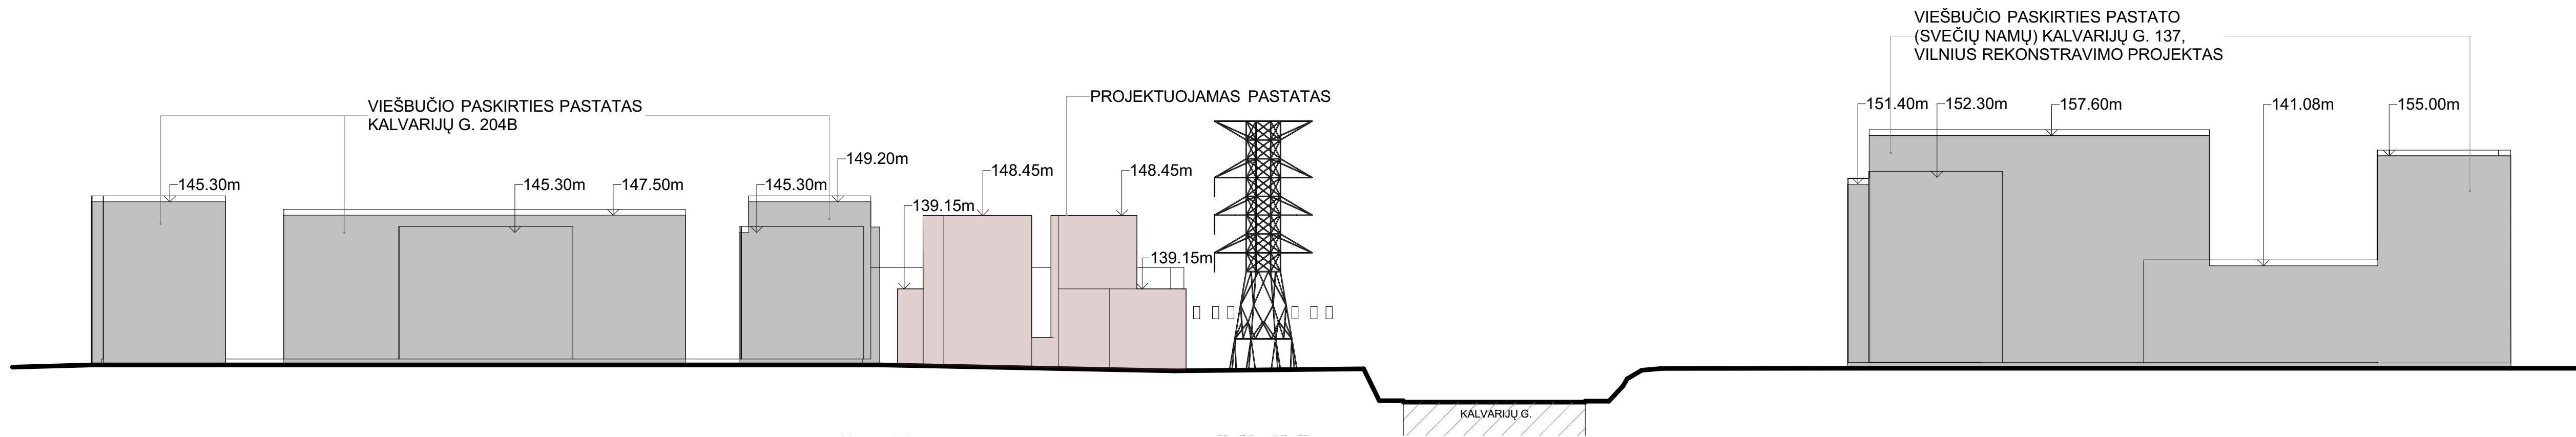 VIEŠBUČIO PASKIRTIES PASTATO
(SVEČIŲ NAMŲ) KALVARIJŲ G. 137,
VILNIUS REKONSTRAVIMO PROJEKTAS
VIEŠBUČIO PASKIRTIES PASTATAS
KALVARIJŲ G. 204B
PROJEKTUOJAMAS PASTATAS
145.30m
145.30m
147.50m
145.30m
149.20m
139.15m
148.45m
148.45m
139.15m
151.40m
152.30m
157.60m
141.08m
155.00m
KALVARIJŲ G.